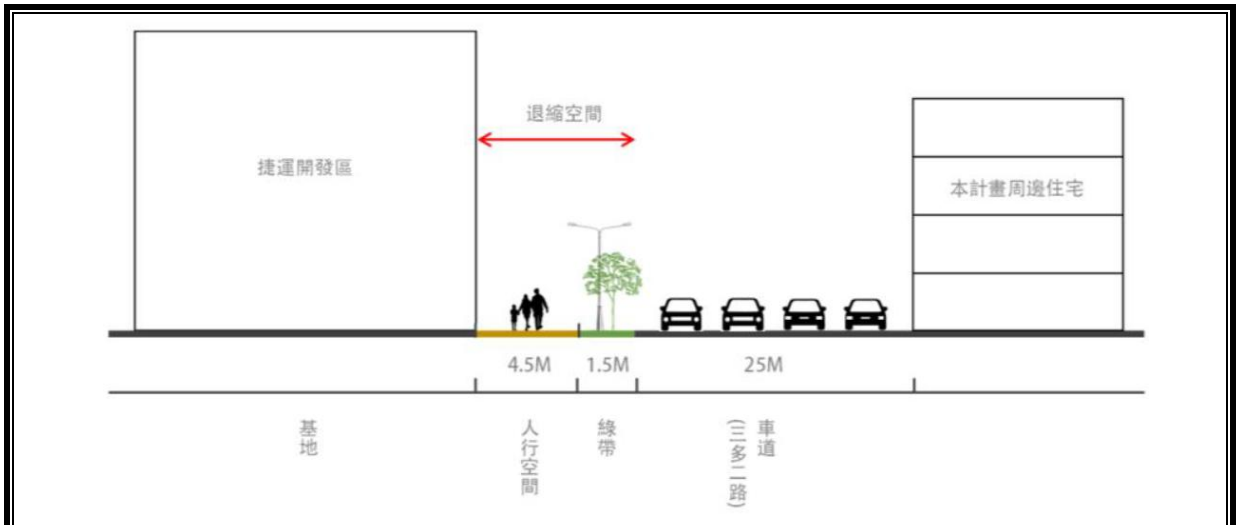 退縮空間
捷運開發區
本計畫周邊住宅
4.5M
1.5M
25M
基地
人行空間
綠帶
車道
(三多二路)